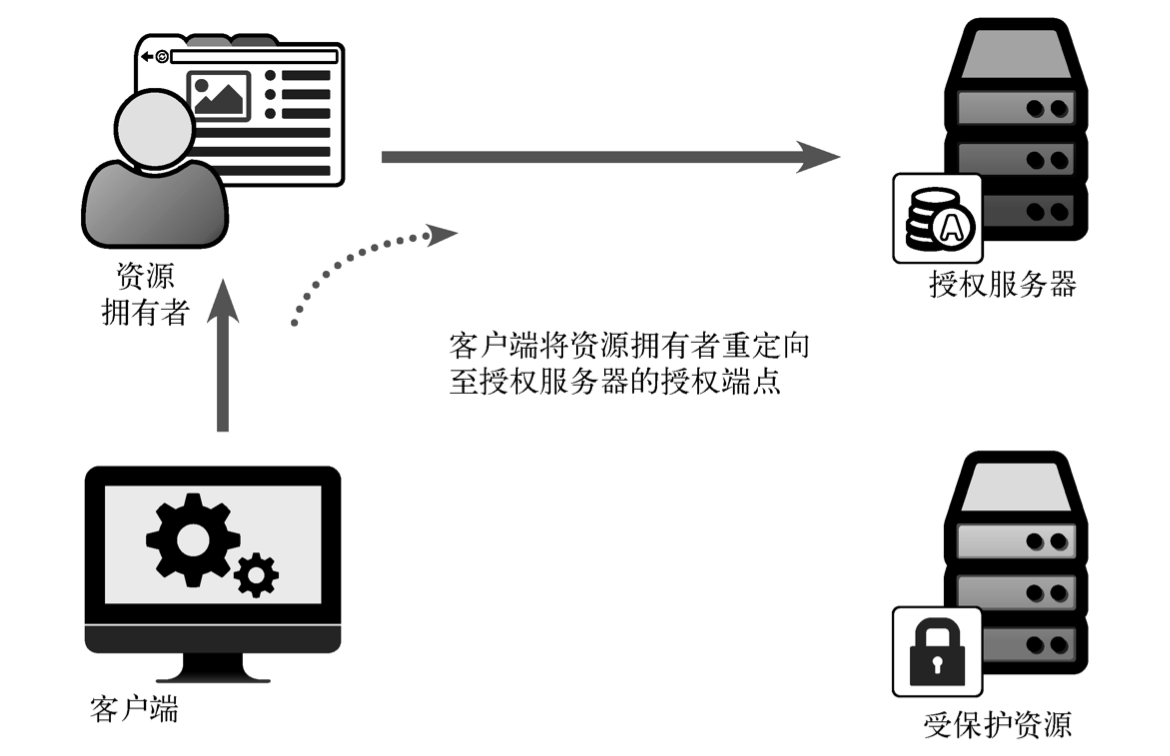 资源
拥有者
授权服务器
客户端将资源拥有者重定向
至授权服务器的授权端点
客户端
受保护资源